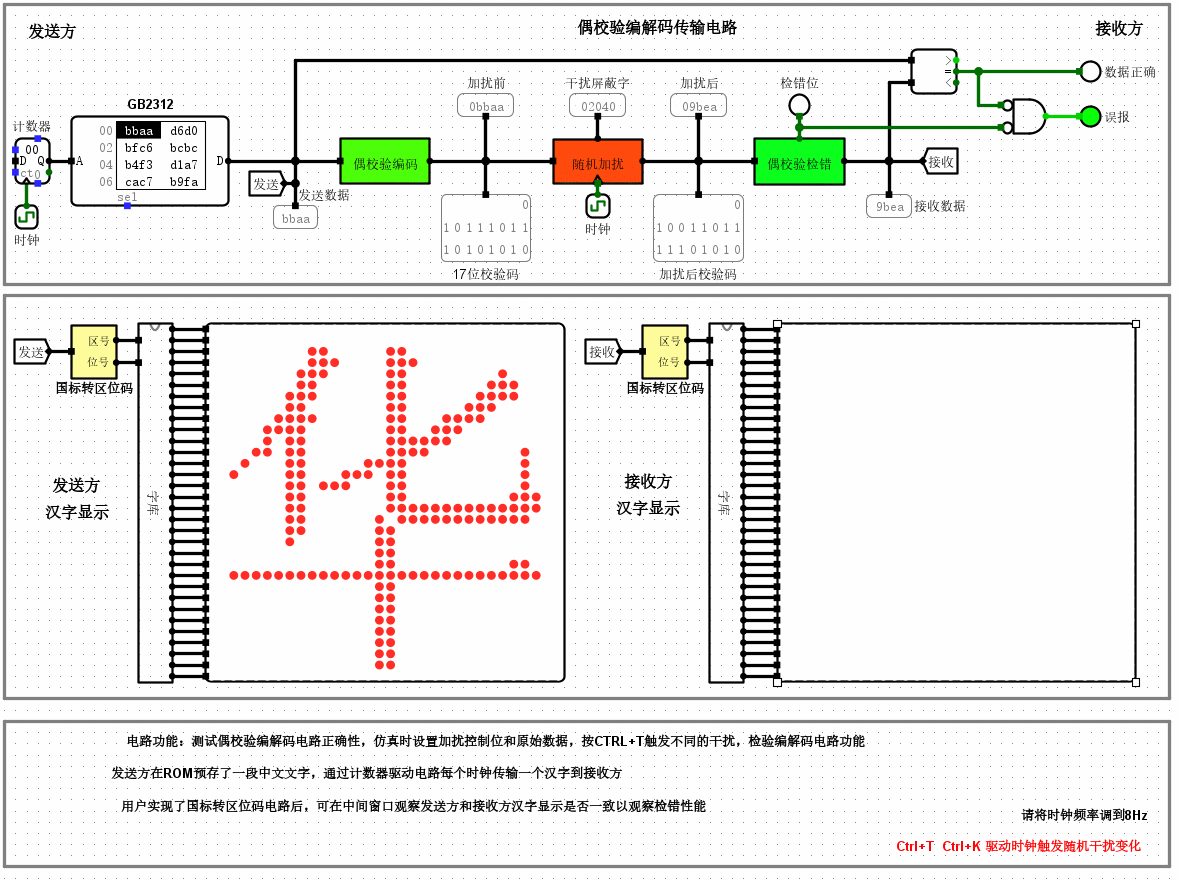 偶校验编解码传输电路
发送方
接收方
GB2312
计数器
00
D Q
ct0
时钟
A
00 bbaa d6d0
02 bfc6 bcbc
04 b4f3 d1a7
06 cac7 b9fa
D
sel
发送
发送数据
bbaa
偶校验编码
加扰前
0bbaa
0
1 0 1 1 1 0 1 1
1 0 1 0 1 0 1 0
17位校验码
干扰屏蔽字
02040
随机加扰
时钟
加扰后
09bea
0
1 0 0 1 1 0 1 1
1 1 1 0 1 0 1 0
加扰后校验码
检错位
偶校验检错
接收
9bea
接收数据
>
=
<
数据正确
误报
发送
区号
位号
国标转区位码
发送方
汉字显示
字库
华
接收
区号
位号
国标转区位码
接收方
汉字显示
字库
电路功能：测试偶校验编解码电路正确性，仿真时设置加扰控制位和原始数据，按CTRL+T触发不同的干扰，检验编解码电路功能
发送方在ROM预存了一段中文文字，通过计数器驱动电路每个时钟传输一个汉字到接收方
用户实现了国标转区位码电路后，可在中间窗口观察发送方和接收方汉字显示是否一致以观察检错性能
请将时钟频率调到8Hz
Ctrl+T Ctrl+K 驱动时钟触发随机干扰变化